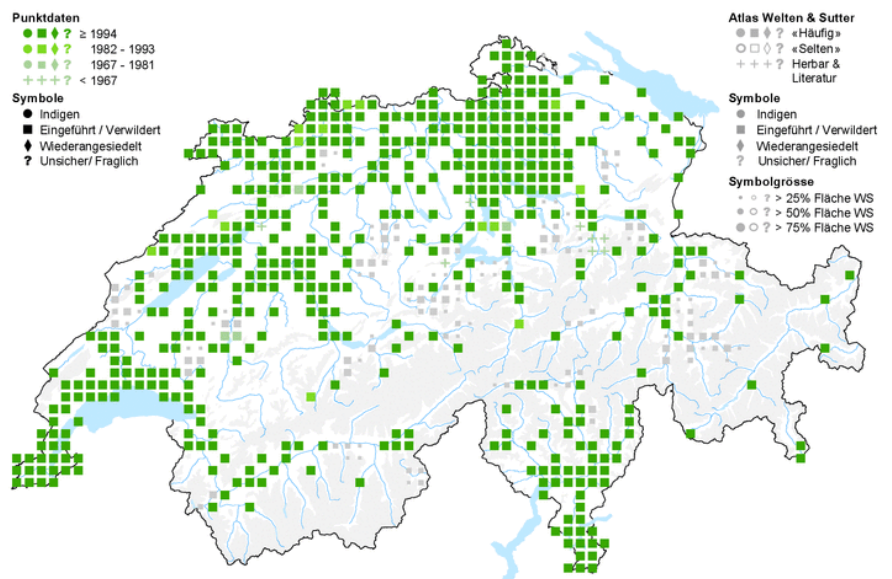 Punktdaten
? ≥ 1994
? 1982 - 1993
? 1967 - 1981
+ + + ? < 1967
Symbole
Indigen
Eingeführt / Verwildert
Wiederangesiedelt
? Unsicher/ Fraglich
Atlas Welten & Sutter
? «Häufig»
? «Selten»
+ + + ? Herbar &
Literatur
Symbole
Indigen
Eingeführt / Verwildert
Wiederangesiedelt
? Unsicher/ Fraglich
Symbolgrösse
? > 25% Fläche WS
? > 50% Fläche WS
? > 75% Fläche WS